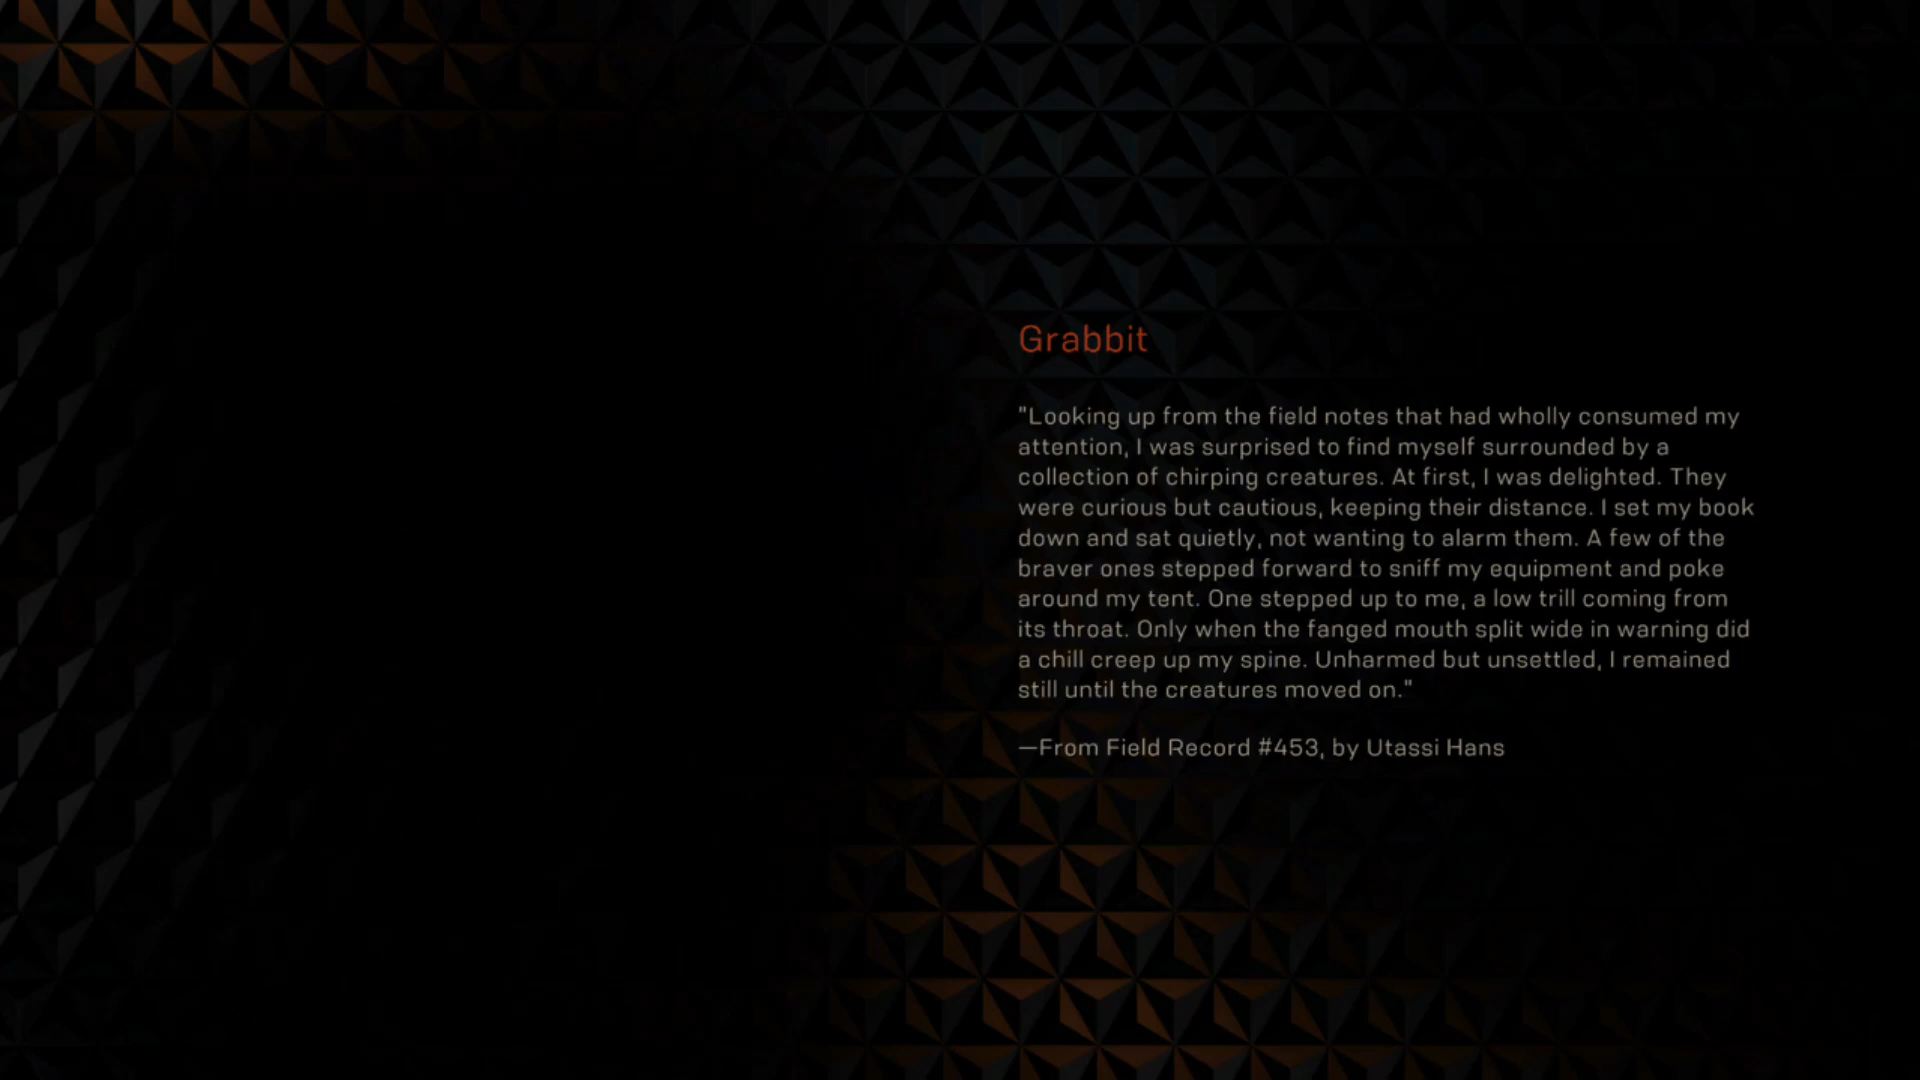 Grabbit
"Looking up from the field notes that had wholly consumed my
attention, I was surprised to find myself surrounded by a
collection of chirping creatures. At first, I was delighted. They
were curious but cautious, keeping their distance. I set my book
down and sat quietly, not wanting to alarm them. A few of the
braver ones stepped forward to sniff my equipment and poke
around my tent. One stepped up to me, a low trill coming from
its throat. Only when the fanged mouth split wide in warning did
a chill creep up my spine. Unharmed but unsettled, I remained
still until the creatures moved on."
—From Field Record #453, by Utassi Hans